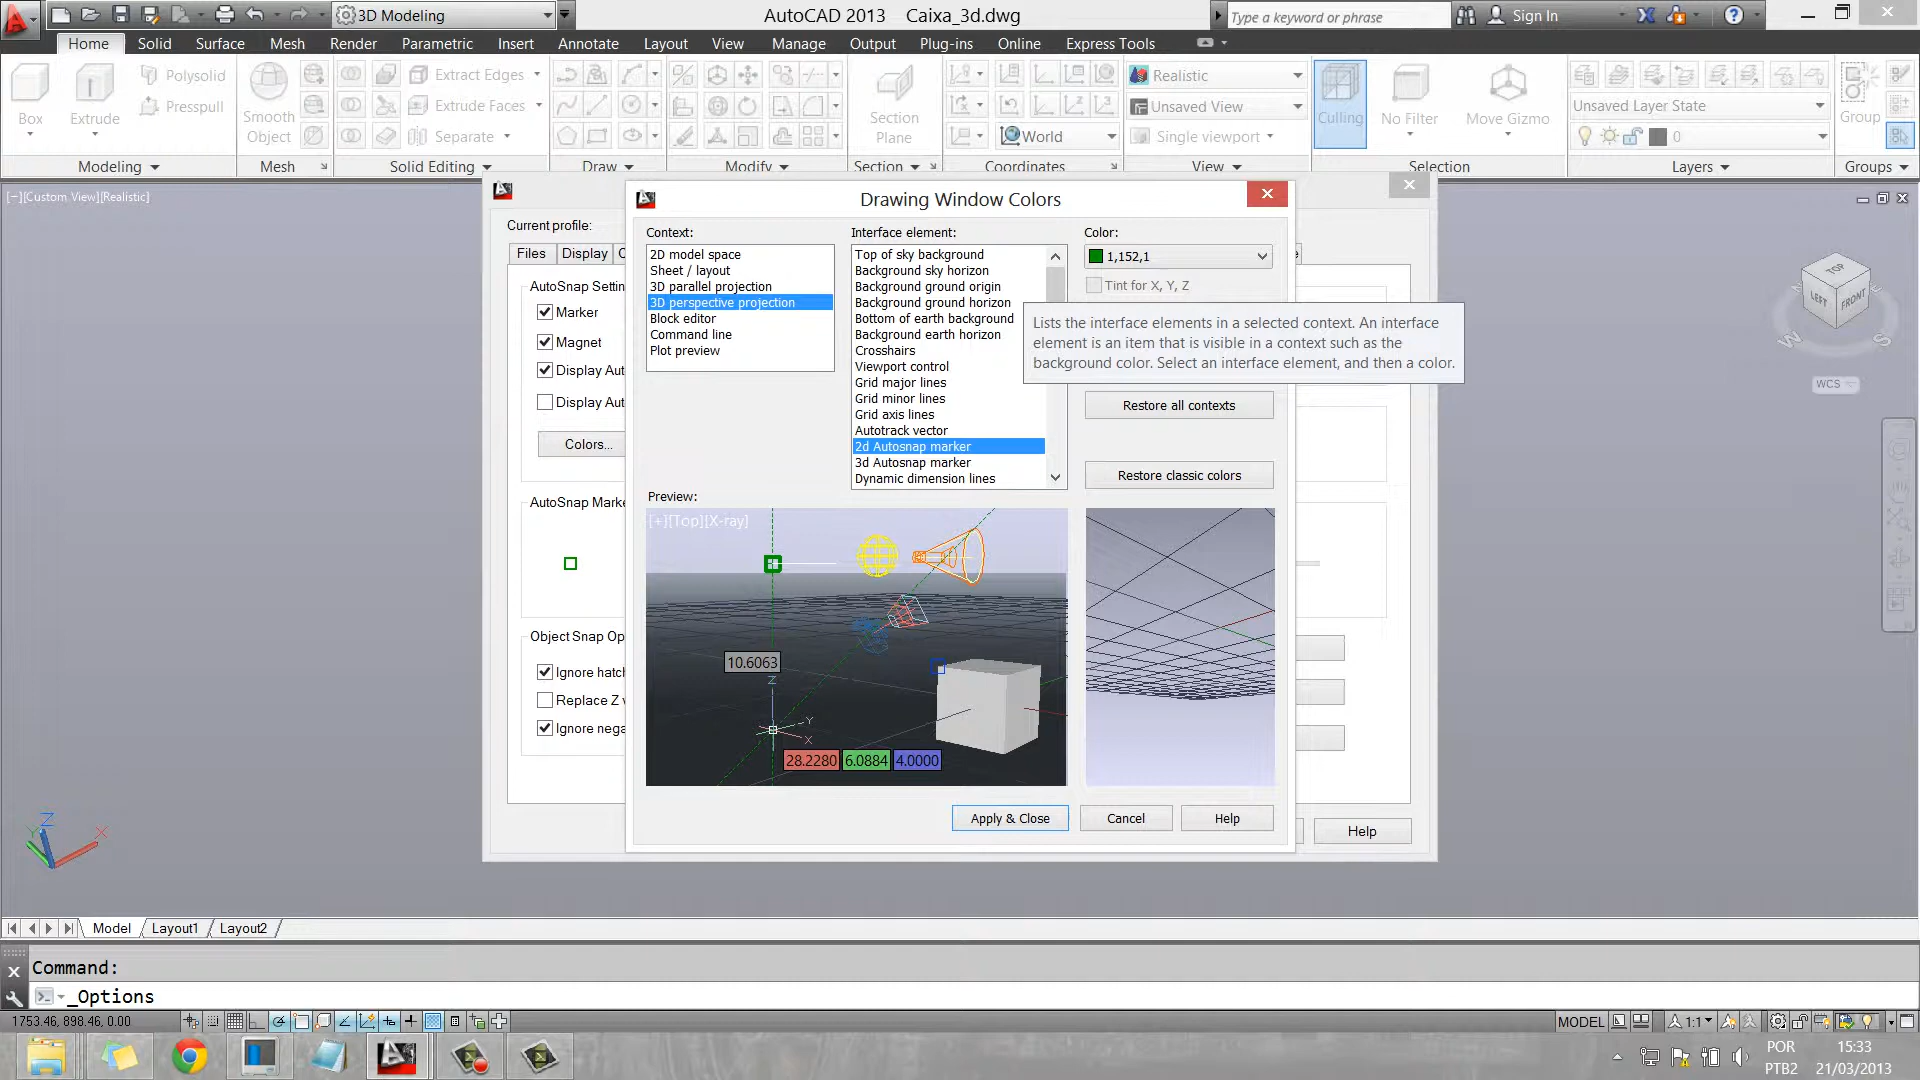 3D Modeling
AutoCAD 2013 Caixa_3d.dwg
Type a keyword or phrase
Sign In
Home Solid Surface Mesh Render Parametric Insert Annotate Layout View Manage Output Plug-ins Online Express Tools
Box
Extrude
Polysolid
Presspull
Smooth Object
Extract Edges
Extrude Faces
Separate
Section Plane
World
Realistic
Unsaved View
Single viewport
Culling
No Filter
Move Gizmo
Unsaved Layer State
0
Group
Modeling Mesh Solid Editing Draw Modify Section Coordinates View Selection Layers Groups
[−][Custom View][Realistic]
Current profile:
Files Display
AutoSnap Settin
Marker
Magnet
Display Aut
Display Aut
Colors...
AutoSnap Marke
Object Snap Op
Ignore hatch
Replace Z v
Ignore nega
Help
Drawing Window Colors
Context:
2D model space
Sheet / layout
3D parallel projection
3D perspective projection
Block editor
Command line
Plot preview
Interface element:
Top of sky background
Background sky horizon
Background ground origin
Background ground horizon
Bottom of earth background
Background earth horizon
Crosshairs
Viewport control
Grid major lines
Grid minor lines
Grid axis lines
Autotrack vector
2d Autosnap marker
3d Autosnap marker
Dynamic dimension lines
Color:
1,152,1
Tint for X, Y, Z
Lists the interface elements in a selected context. An interface
element is an item that is visible in a context such as the
background color. Select an interface element, and then a color.
Restore all contexts
Restore classic colors
Preview:
[+][Top][X-ray]
10.6063
Z
Y
X
28.2280 6.0884 4.0000
Apply & Close Cancel Help
TOP
LEFT FRONT
W S
WCS
Z
Y X
Model Layout1 Layout2
Command:
_Options
1753.46, 898.46, 0.00
MODEL
1:1
POR
PTB2
15:33
21/03/2013